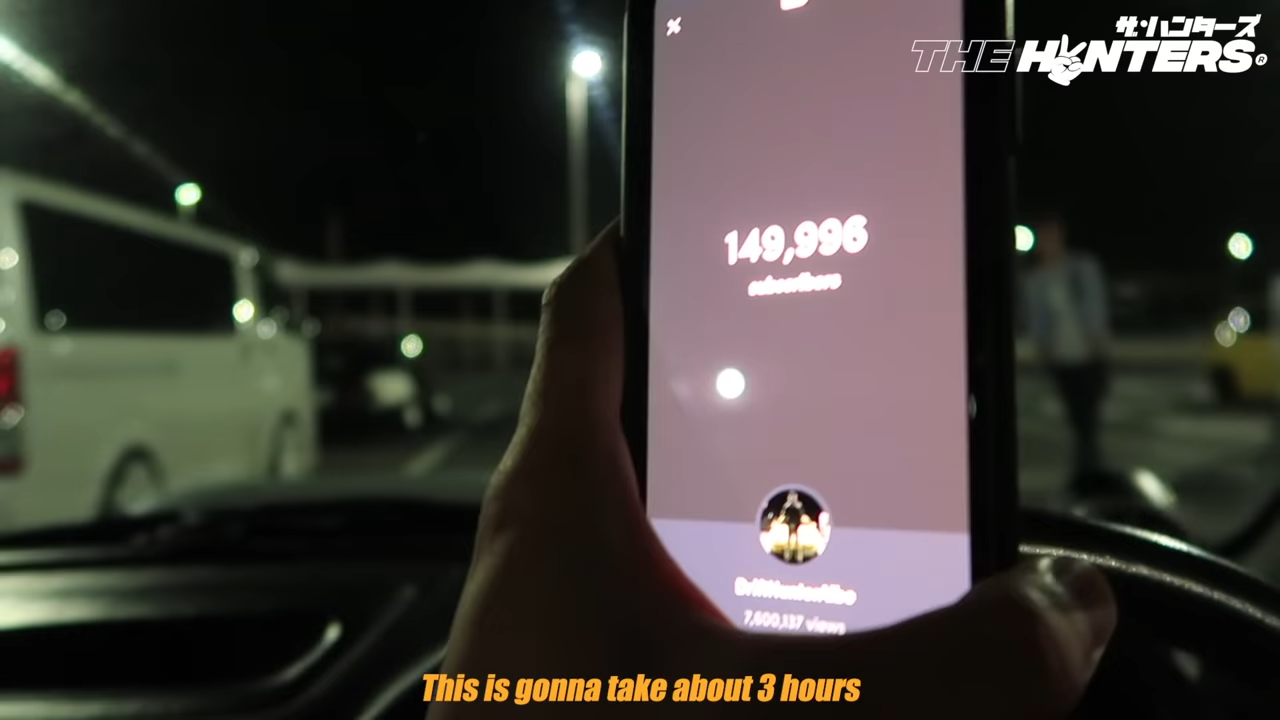 ザ・ハンターズ
THE HUNTERS®
149,996
subscribers
DriftHunterAlbo
7,600,137 views
This is gonna take about 3 hours